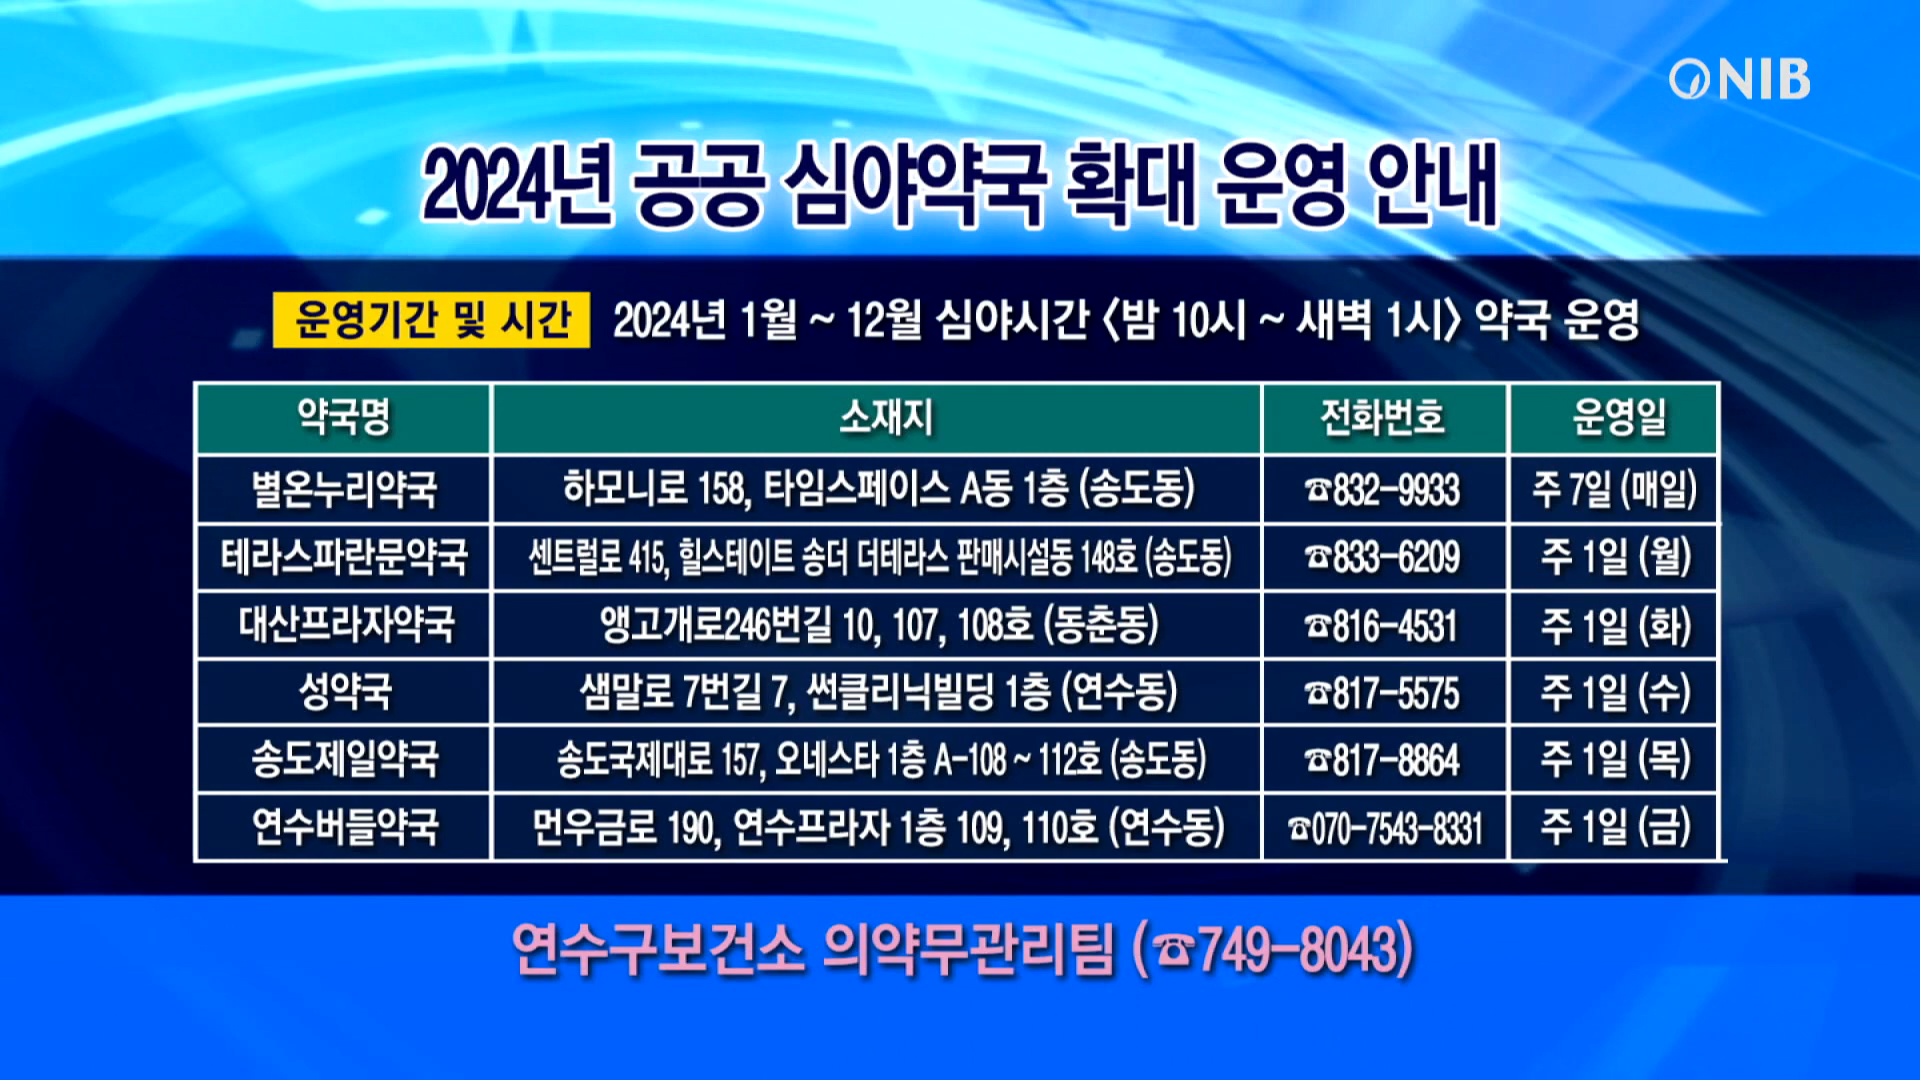 NIB
2024년 공공 심야약국 확대 운영 안내
운영기간 및 시간 2024년 1월 ~ 12월 심야시간 <밤 10시 ~ 새벽 1시> 약국 운영
약국명 소재지 전화번호 운영일
별온누리약국 하모니로 158, 타임스페이스 A동 1층 (송도동) ☎832-9933 주 7일 (매일)
테라스파란문약국 센트럴로 415, 힐스테이트 송더 더테라스 판매시설동 148호 (송도동) ☎833-6209 주 1일 (월)
대산프라자약국 앵고개로246번길 10, 107, 108호 (동춘동) ☎816-4531 주 1일 (화)
성약국 샘말로 7번길 7, 썬클리닉빌딩 1층 (연수동) ☎817-5575 주 1일 (수)
송도제일약국 송도국제대로 157, 오네스타 1층 A-108 ~ 112호 (송도동) ☎817-8864 주 1일 (목)
연수버들약국 먼우금로 190, 연수프라자 1층 109, 110호 (연수동) ☎070-7543-8331 주 1일 (금)
연수구보건소 의약무관리팀 (☎749-8043)